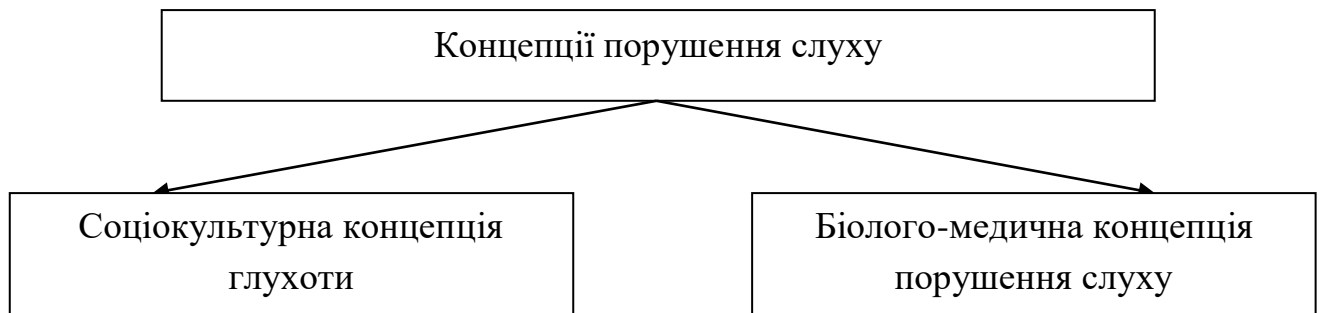 Концепції порушення слуху
Соціокультурна концепція
глухоти
Біолого-медична концепція
порушення слуху